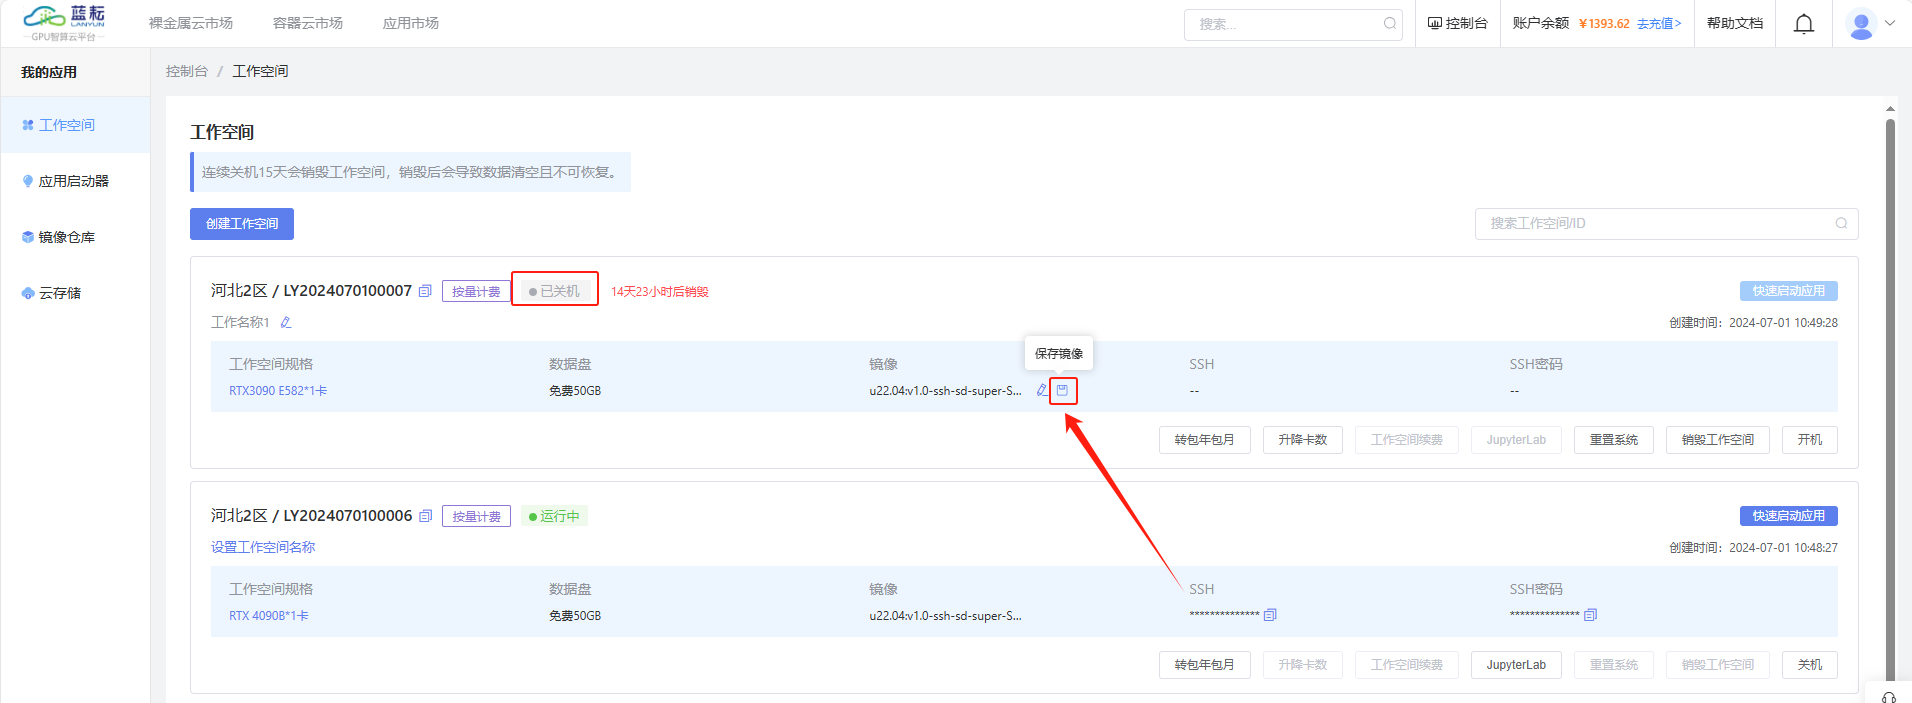 蓝耘
LANYUN
GPU智算云平台
裸金属云市场
容器云市场
应用市场
搜索...
控制台
账户余额 ¥1393.62 去充值>
帮助文档
我的应用
工作空间
应用启动器
镜像仓库
云存储
控制台 / 工作空间
工作空间
连续关机15天会销毁工作空间，销毁后会导致数据清空且不可恢复。
创建工作空间
搜索工作空间/ID
河北2区 / LY2024070100007 按量计费 已关机 14天23小时后销毁
快速启动应用
工作名称1
创建时间：2024-07-01 10:49:28
保存镜像
工作空间规格 数据盘 镜像 SSH SSH密码
RTX3090 E582*1卡 免费50GB u22.04:v1.0-ssh-sd-super-S... -- --
转包年包月 升降卡数 工作空间续费 JupyterLab 重置系统 销毁工作空间 开机
河北2区 / LY2024070100006 按量计费 运行中
快速启动应用
设置工作空间名称
创建时间：2024-07-01 10:48:27
工作空间规格 数据盘 镜像 SSH SSH密码
RTX 4090B*1卡 免费50GB u22.04:v1.0-ssh-sd-super-S... ************** **************
转包年包月 升降卡数 工作空间续费 JupyterLab 重置系统 销毁工作空间 关机